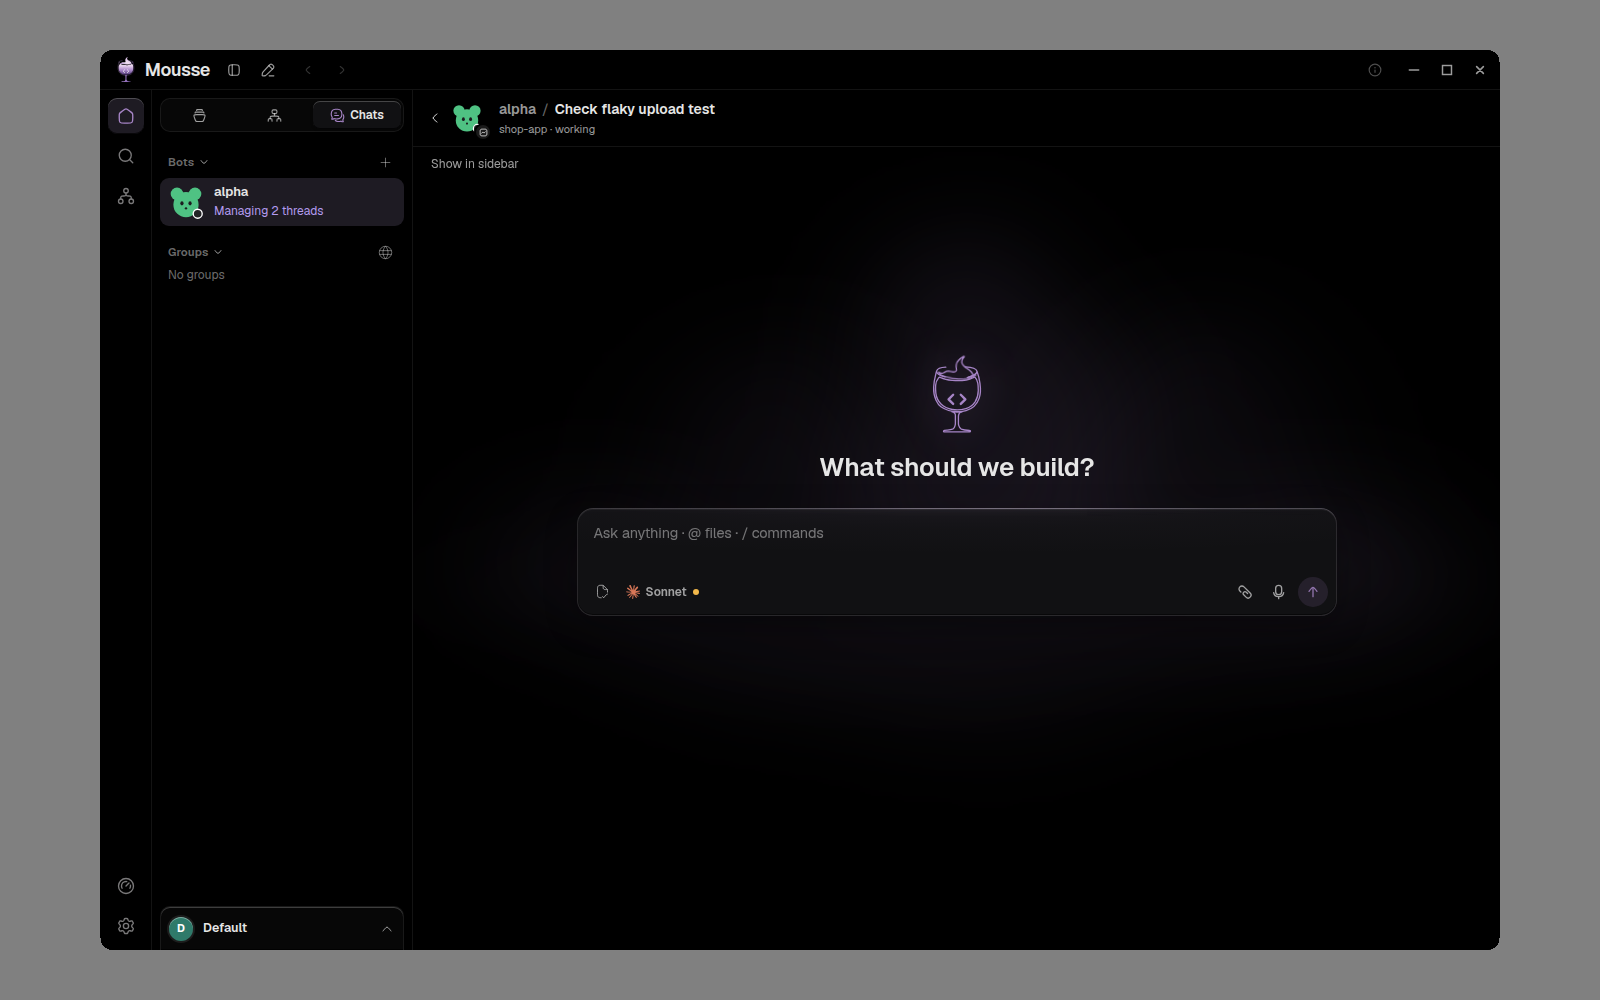 Mousse
Chats
alpha / Check flaky upload test
shop-app · working
Show in sidebar
Bots
alpha
Managing 2 threads
Groups
No groups
What should we build?
Ask anything · @ files · / commands
Sonnet
D
Default